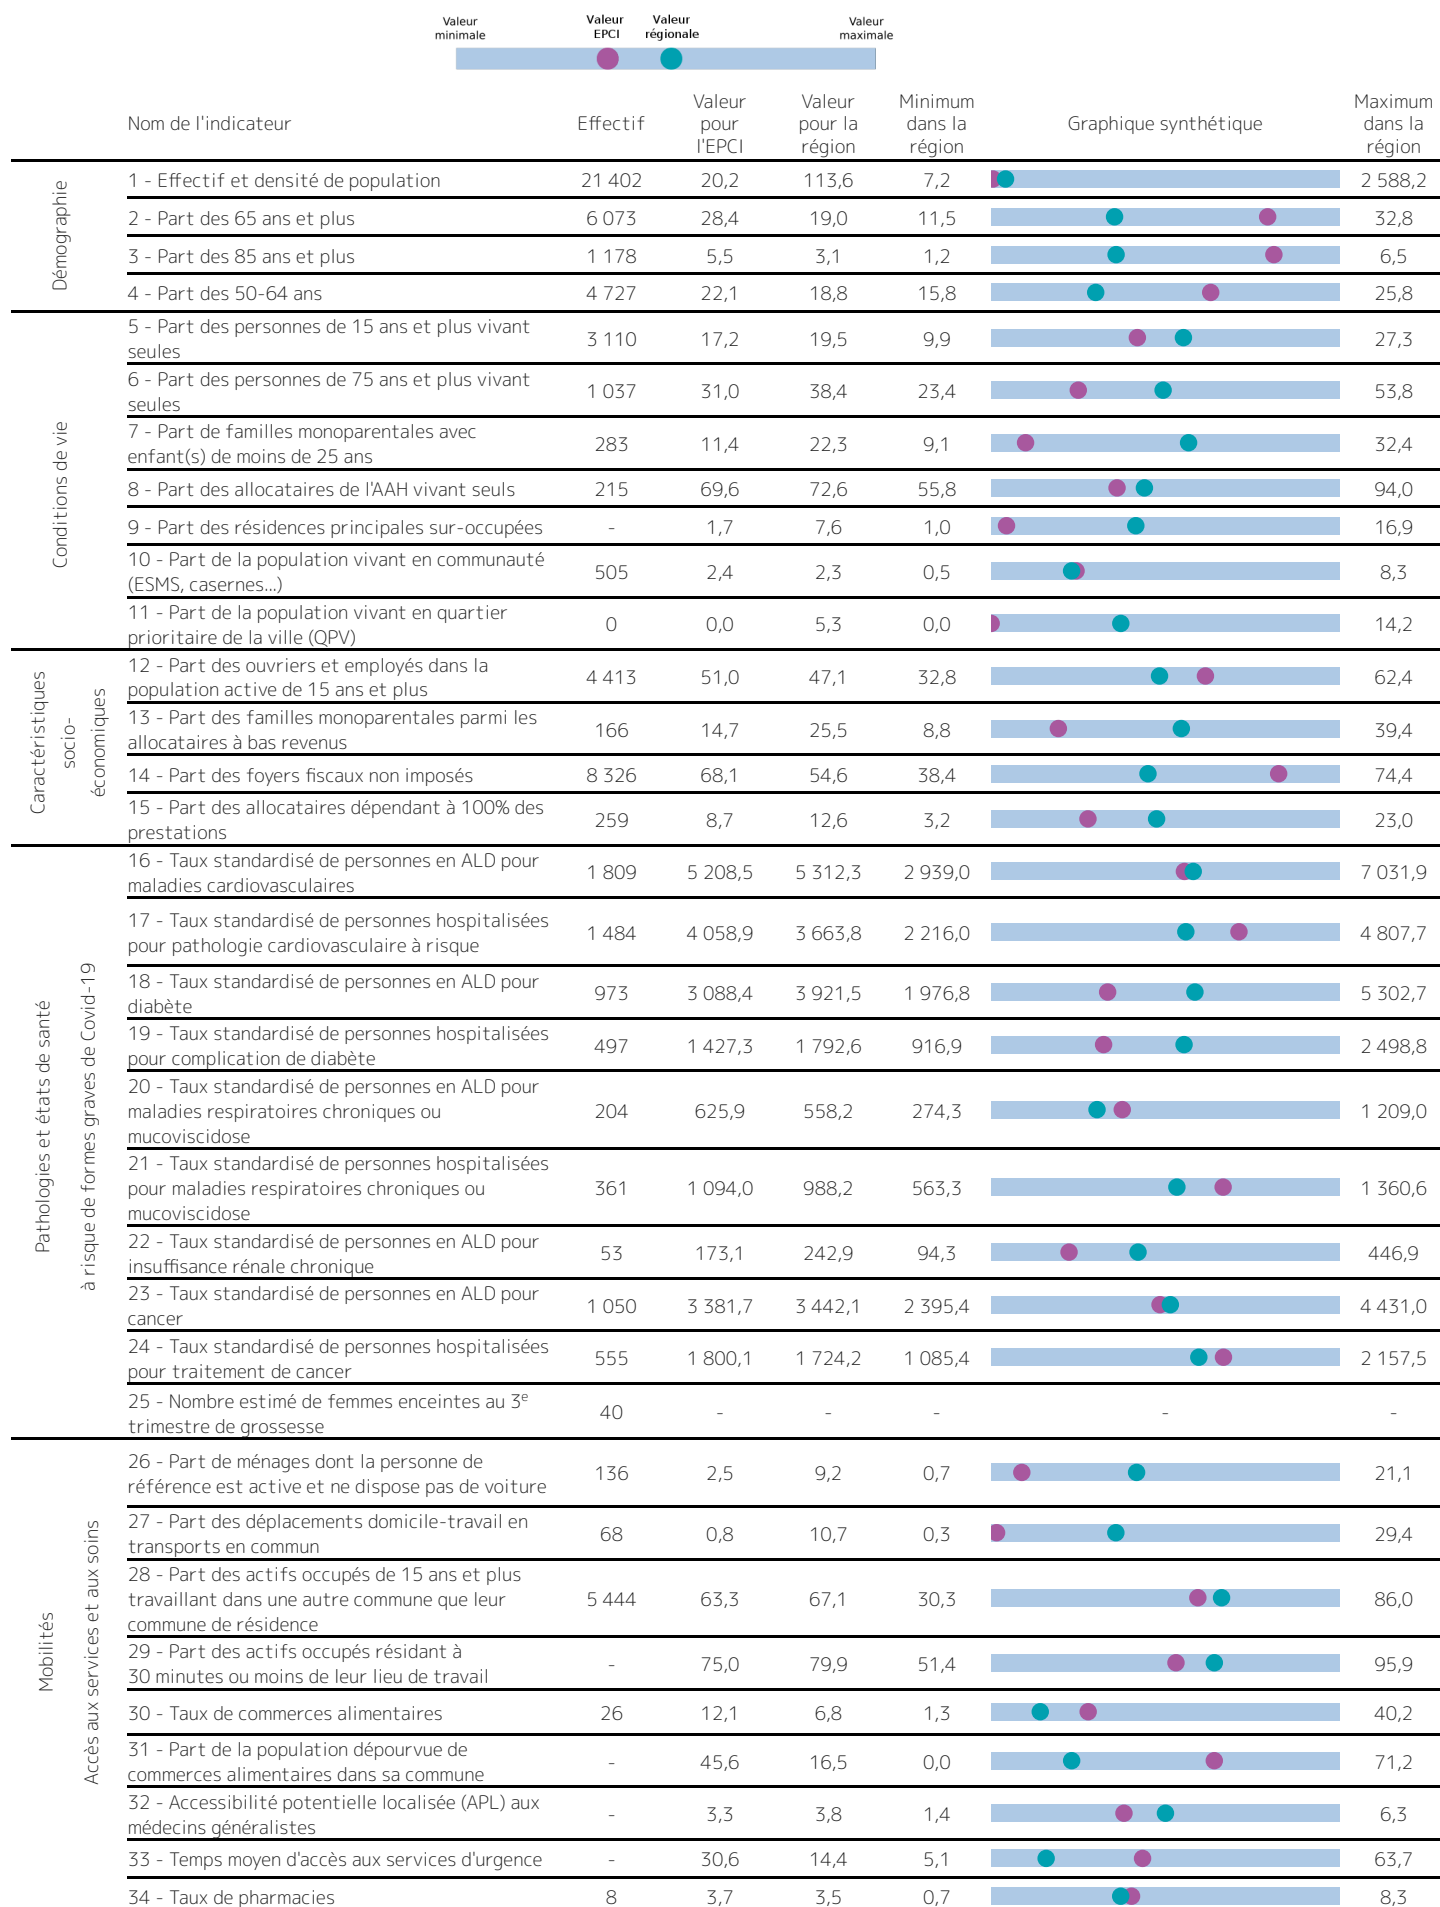 Valeur minimale
Valeur EPCI
Valeur régionale
Valeur maximale
Nom de l'indicateur
Effectif
Valeur pour l'EPCI
Valeur pour la région
Minimum dans la région
Graphique synthétique
Maximum dans la région
Démographie
1 - Effectif et densité de population 21 402 20,2 113,6 7,2 2 588,2
2 - Part des 65 ans et plus 6 073 28,4 19,0 11,5 32,8
3 - Part des 85 ans et plus 1 178 5,5 3,1 1,2 6,5
4 - Part des 50-64 ans 4 727 22,1 18,8 15,8 25,8
Conditions de vie
5 - Part des personnes de 15 ans et plus vivant
seules 3 110 17,2 19,5 9,9 27,3
6 - Part des personnes de 75 ans et plus vivant
seules 1 037 31,0 38,4 23,4 53,8
7 - Part de familles monoparentales avec
enfant(s) de moins de 25 ans 283 11,4 22,3 9,1 32,4
8 - Part des allocataires de l'AAH vivant seuls 215 69,6 72,6 55,8 94,0
9 - Part des résidences principales sur-occupées - 1,7 7,6 1,0 16,9
10 - Part de la population vivant en communauté
(ESMS, casernes...) 505 2,4 2,3 0,5 8,3
11 - Part de la population vivant en quartier
prioritaire de la ville (QPV) 0 0,0 5,3 0,0 14,2
Caractéristiques
socio-
économiques
12 - Part des ouvriers et employés dans la
population active de 15 ans et plus 4 413 51,0 47,1 32,8 62,4
13 - Part des familles monoparentales parmi les
allocataires à bas revenus 166 14,7 25,5 8,8 39,4
14 - Part des foyers fiscaux non imposés 8 326 68,1 54,6 38,4 74,4
15 - Part des allocataires dépendant à 100% des
prestations 259 8,7 12,6 3,2 23,0
Pathologies et états de santé
à risque de formes graves de Covid-19
16 - Taux standardisé de personnes en ALD pour
maladies cardiovasculaires 1 809 5 208,5 5 312,3 2 939,0 7 031,9
17 - Taux standardisé de personnes hospitalisées
pour pathologie cardiovasculaire à risque 1 484 4 058,9 3 663,8 2 216,0 4 807,7
18 - Taux standardisé de personnes en ALD pour
diabète 973 3 088,4 3 921,5 1 976,8 5 302,7
19 - Taux standardisé de personnes hospitalisées
pour complication de diabète 497 1 427,3 1 792,6 916,9 2 498,8
20 - Taux standardisé de personnes en ALD pour
maladies respiratoires chroniques ou
mucoviscidose 204 625,9 558,2 274,3 1 209,0
21 - Taux standardisé de personnes hospitalisées
pour maladies respiratoires chroniques ou
mucoviscidose 361 1 094,0 988,2 563,3 1 360,6
22 - Taux standardisé de personnes en ALD pour
insuffisance rénale chronique 53 173,1 242,9 94,3 446,9
23 - Taux standardisé de personnes en ALD pour
cancer 1 050 3 381,7 3 442,1 2 395,4 4 431,0
24 - Taux standardisé de personnes hospitalisées
pour traitement de cancer 555 1 800,1 1 724,2 1 085,4 2 157,5
25 - Nombre estimé de femmes enceintes au 3e
trimestre de grossesse 40 - - - - -
Mobilités
Accès aux services et aux soins
26 - Part de ménages dont la personne de
référence est active et ne dispose pas de voiture 136 2,5 9,2 0,7 21,1
27 - Part des déplacements domicile-travail en
transports en commun 68 0,8 10,7 0,3 29,4
28 - Part des actifs occupés de 15 ans et plus
travaillant dans une autre commune que leur
commune de résidence 5 444 63,3 67,1 30,3 86,0
29 - Part des actifs occupés résidant à
30 minutes ou moins de leur lieu de travail - 75,0 79,9 51,4 95,9
30 - Taux de commerces alimentaires 26 12,1 6,8 1,3 40,2
31 - Part de la population dépourvue de
commerces alimentaires dans sa commune - 45,6 16,5 0,0 71,2
32 - Accessibilité potentielle localisée (APL) aux
médecins généralistes - 3,3 3,8 1,4 6,3
33 - Temps moyen d'accès aux services d'urgence - 30,6 14,4 5,1 63,7
34 - Taux de pharmacies 8 3,7 3,5 0,7 8,3